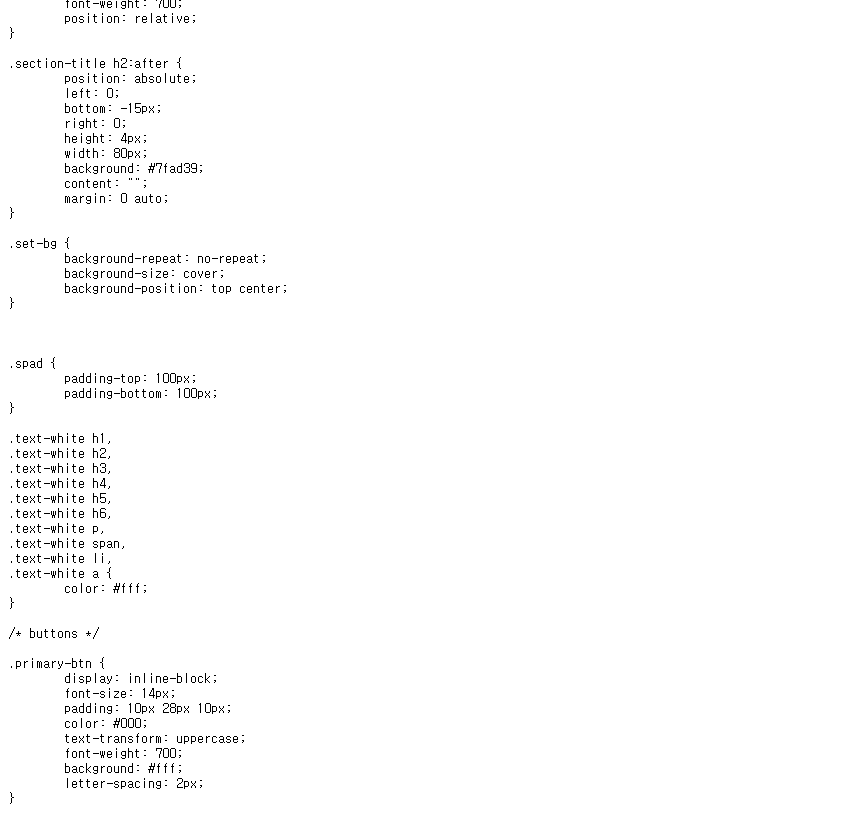 font-weight: 700;
position: relative;
}
.section-title h2:after {
position: absolute;
left: 0;
bottom: -15px;
right: 0;
height: 4px;
width: 80px;
background: #7fad39;
content: "";
margin: 0 auto;
}
.set-bg {
background-repeat: no-repeat;
background-size: cover;
background-position: top center;
}
.spad {
padding-top: 100px;
padding-bottom: 100px;
}
.text-white h1,
.text-white h2,
.text-white h3,
.text-white h4,
.text-white h5,
.text-white h6,
.text-white p,
.text-white span,
.text-white li,
.text-white a {
color: #fff;
}
/* buttons */
.primary-btn {
display: inline-block;
font-size: 14px;
padding: 10px 28px 10px;
color: #000;
text-transform: uppercase;
font-weight: 700;
background: #fff;
letter-spacing: 2px;
}